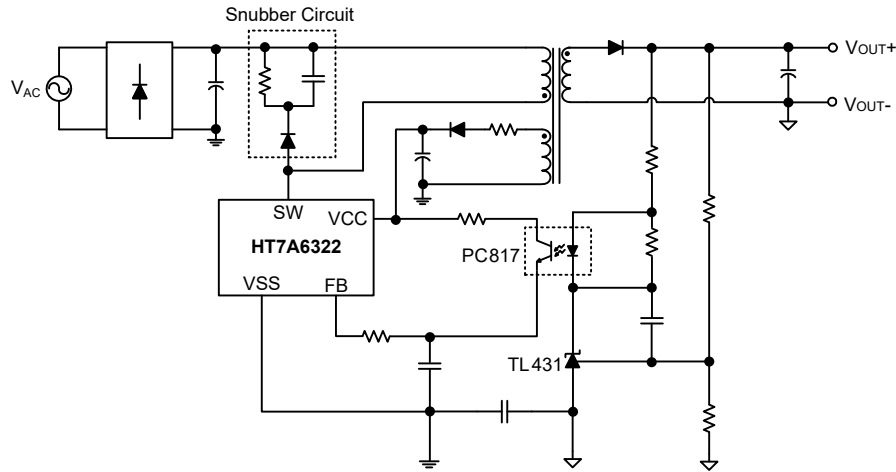 Snubber Circuit
VOUT+
VAC
VOUT-
SW
VCC
HT7A6322
PC817
VSS
FB
TL431